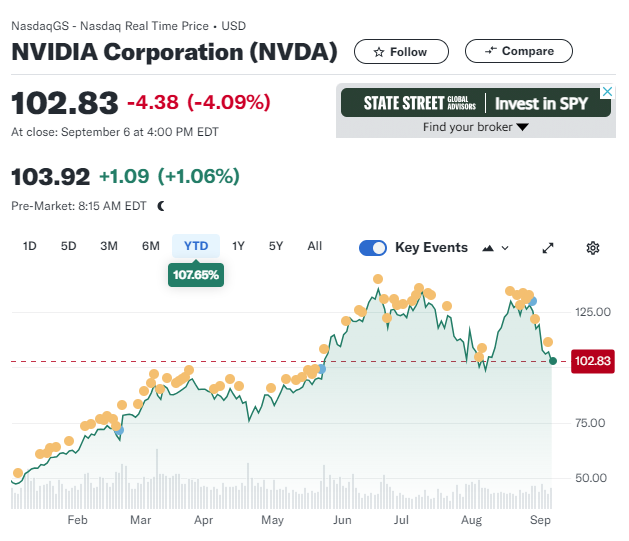 NasdaqGS - Nasdaq Real Time Price • USD
NVIDIA Corporation (NVDA)
Follow
Compare
102.83 -4.38 (-4.09%)
At close: September 6 at 4:00 PM EDT
STATE STREET GLOBAL ADVISORS Invest in SPY
Find your broker
103.92 +1.09 (+1.06%)
Pre-Market: 8:15 AM EDT
1D 5D 3M 6M YTD 1Y 5Y All Key Events
107.65%
125.00
102.83
75.00
50.00
Feb Mar Apr May Jun Jul Aug Sep